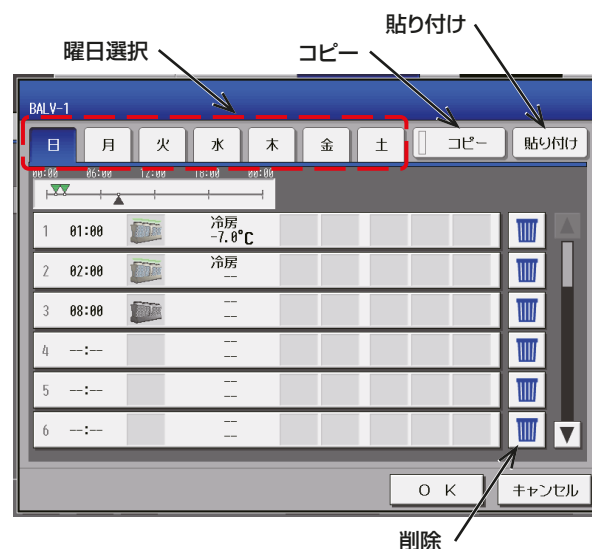 貼り付け
曜日選択 コピー
BALV-1
日 月 火 水 木 金 土 コピー 貼り付け
00:00 06:00 12:00 18:00 00:00
1 01:00 冷房
-7.0℃
2 02:00 冷房
--
3 08:00 --
--
4 --:-- --
--
5 --:-- --
--
6 --:-- --
--
O K キャンセル
削除